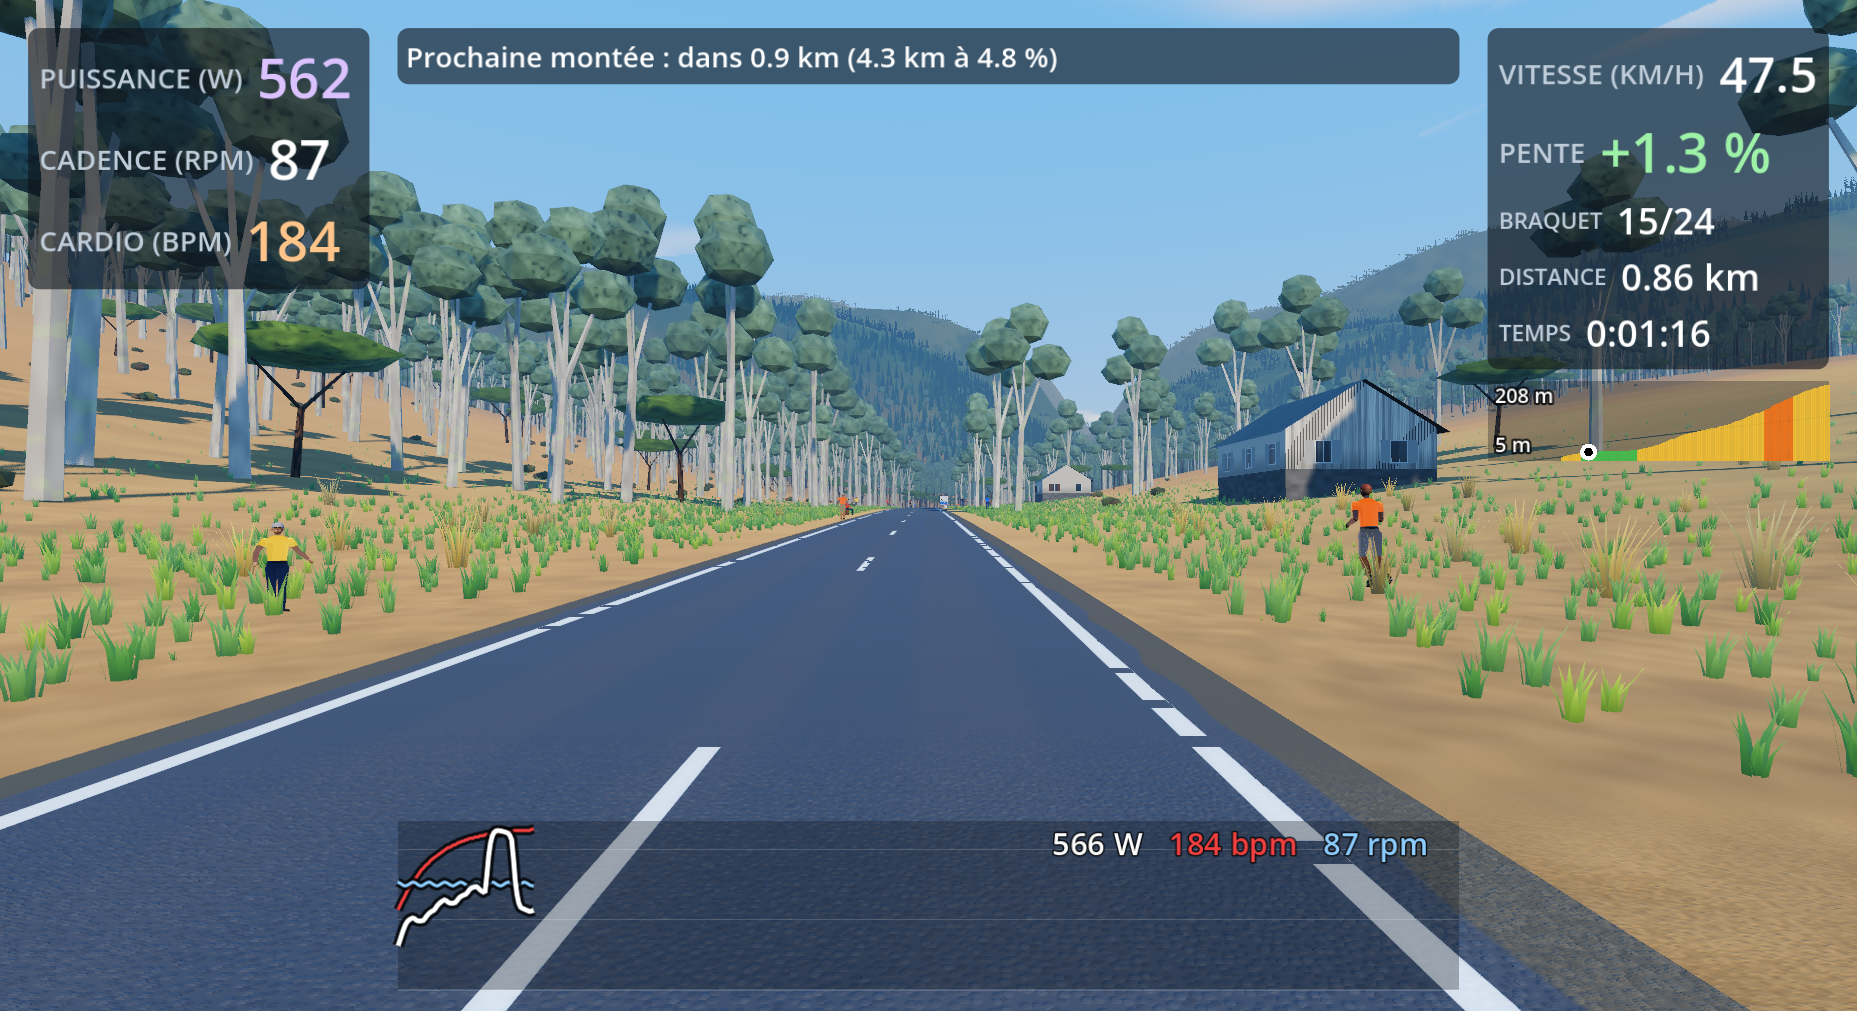 PUISSANCE (W) 562
CADENCE (RPM) 87
CARDIO (BPM) 184
Prochaine montée : dans 0.9 km (4.3 km à 4.8 %)
VITESSE (KM/H) 47.5
PENTE +1.3 %
BRAQUET 15/24
DISTANCE 0.86 km
TEMPS 0:01:16
208 m
5 m
566 W 184 bpm 87 rpm